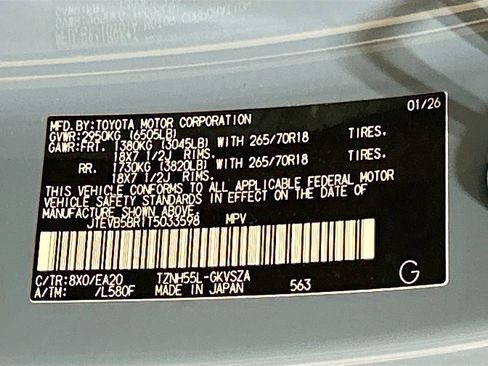 MFD.BY:TOYOTA MOTOR CORPORATION 01/26
GVWR:2950KG (6505LB)
GAWR:FRT. 1380KG (3045LB) WITH 265/70R18 TIRES.
18X7 1/2J RIMS.
RR. 1730KG (3820LB) WITH 265/70R18 TIRES.
18X7 1/2J RIMS.
THIS VEHICLE CONFORMS TO ALL APPLICABLE FEDERAL MOTOR
VEHICLE SAFETY STANDARDS IN EFFECT ON THE DATE OF
MANUFACTURE SHOWN ABOVE.
JTEVB5BR1T5033598 MPV
C/TR:8X0/EA20 TZNH55L-GKVSZA
A/TM: /L580F MADE IN JAPAN 563 G